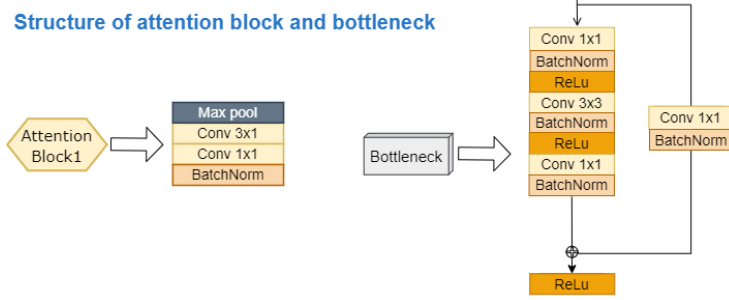 Structure of attention block and bottleneck
Attention
Block1
Max pool
Conv 3x1
Conv 1x1
BatchNorm
Bottleneck
Conv 1x1
BatchNorm
ReLu
Conv 3x3
BatchNorm
ReLu
Conv 1x1
BatchNorm
Conv 1x1
BatchNorm
ReLu